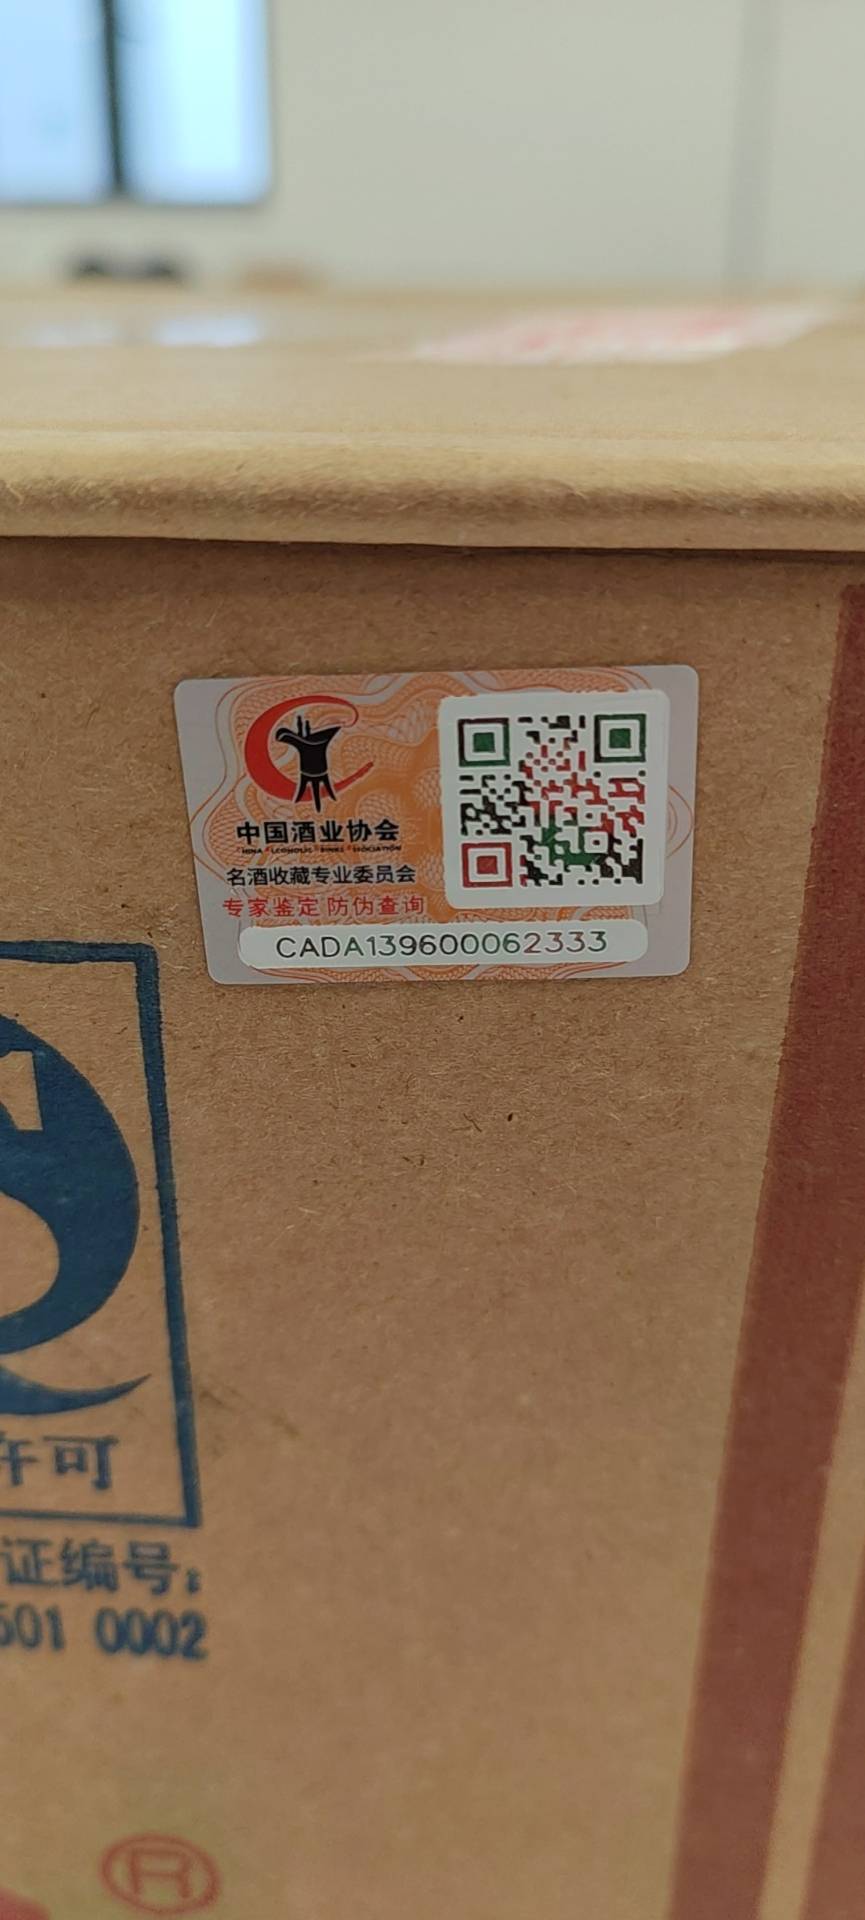 中国酒业协会
名酒收藏专业委员会
专家鉴定 防伪查询
CADA139600062333
许可
证编号:
501 0002
®